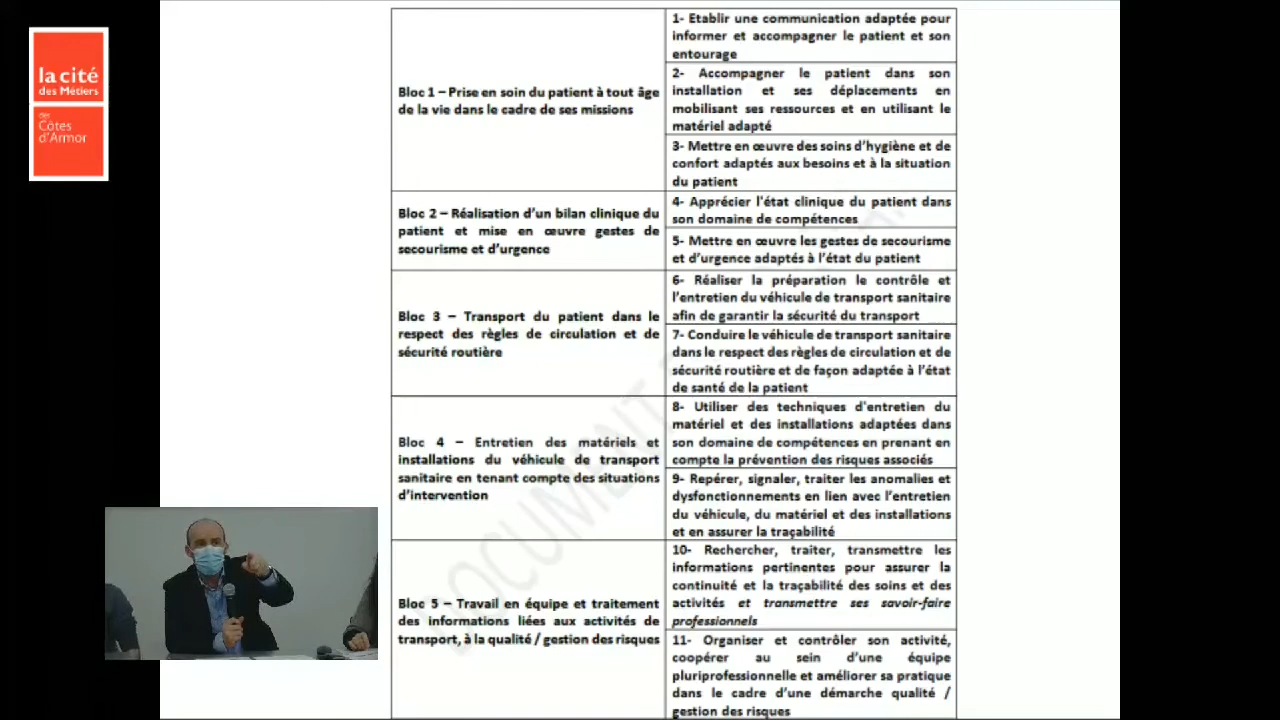 la cité
des Métiers
des
Côtes
d'Armor
Bloc 1 – Prise en soin du patient à tout âge
de la vie dans le cadre de ses missions
1- Etablir une communication adaptée pour
informer et accompagner le patient et son
entourage
2- Accompagner le patient dans son
installation et ses déplacements en
mobilisant ses ressources et en utilisant le
matériel adapté
3- Mettre en œuvre des soins d'hygiène et de
confort adaptés aux besoins et à la situation
du patient
Bloc 2 – Réalisation d'un bilan clinique du
patient et mise en œuvre gestes de
secourisme et d'urgence
4- Apprécier l'état clinique du patient dans
son domaine de compétences
5- Mettre en œuvre les gestes de secourisme
et d'urgence adaptés à l'état du patient
Bloc 3 – Transport du patient dans le
respect des règles de circulation et de
sécurité routière
6- Réaliser la préparation le contrôle et
l'entretien du véhicule de transport sanitaire
afin de garantir la sécurité du transport
7- Conduire le véhicule de transport sanitaire
dans le respect des règles de circulation et de
sécurité routière et de façon adaptée à l'état
de santé de la patient
Bloc 4 – Entretien des matériels et
installations du véhicule de transport
sanitaire en tenant compte des situations
d'intervention
8- Utiliser des techniques d'entretien du
matériel et des installations adaptées dans
son domaine de compétences en prenant en
compte la prévention des risques associés
9- Repérer, signaler, traiter les anomalies et
dysfonctionnements en lien avec l'entretien
du véhicule, du matériel et des installations
et en assurer la traçabilité
Bloc 5 – Travail en équipe et traitement
des informations liées aux activités de
transport, à la qualité / gestion des risques
10- Rechercher, traiter, transmettre les
informations pertinentes pour assurer la
continuité et la traçabilité des soins et des
activités et transmettre ses savoir-faire
professionnels
11- Organiser et contrôler son activité,
coopérer au sein d'une équipe
pluriprofessionnelle et améliorer sa pratique
dans le cadre d'une démarche qualité /
gestion des risques
DOCUMENT